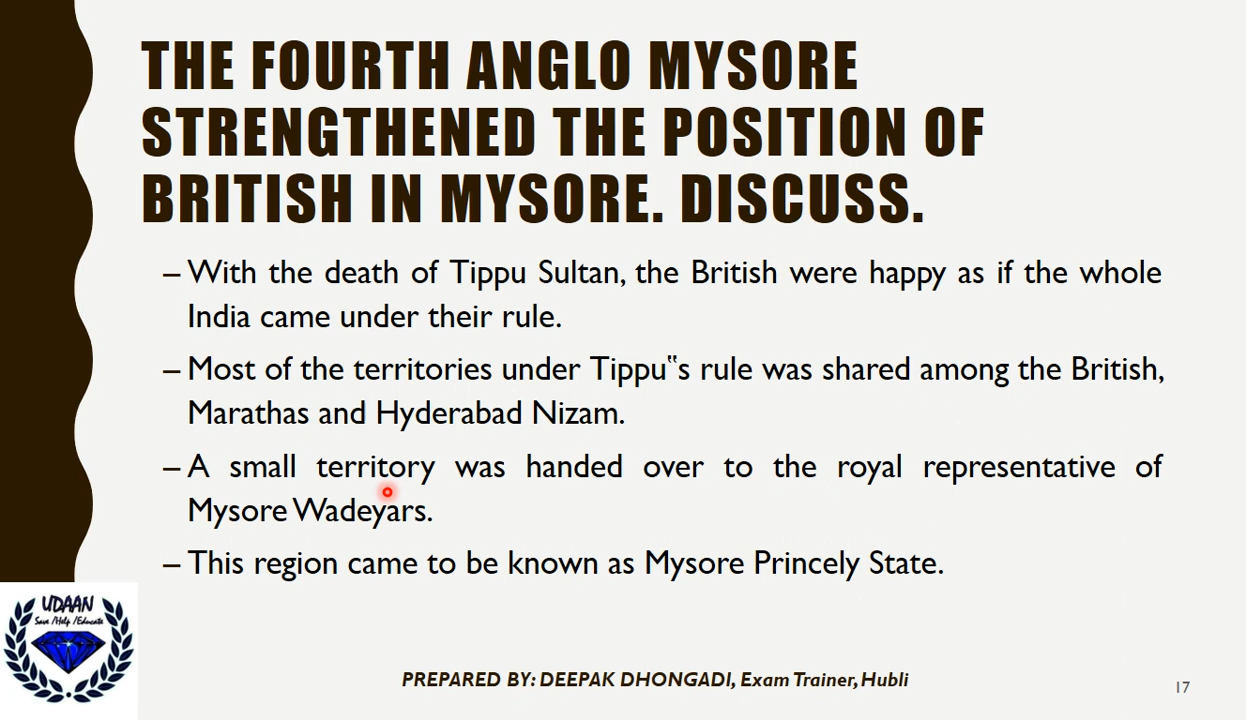 THE FOURTH ANGLO MYSORE
STRENGTHENED THE POSITION OF
BRITISH IN MYSORE. DISCUSS.
– With the death of Tippu Sultan, the British were happy as if the whole
India came under their rule.
– Most of the territories under Tippu‟s rule was shared among the British,
Marathas and Hyderabad Nizam.
– A small territory was handed over to the royal representative of
Mysore Wadeyars.
– This region came to be known as Mysore Princely State.
UDAAN
Save /Help /Educate
PREPARED BY: DEEPAK DHONGADI, Exam Trainer, Hubli
17